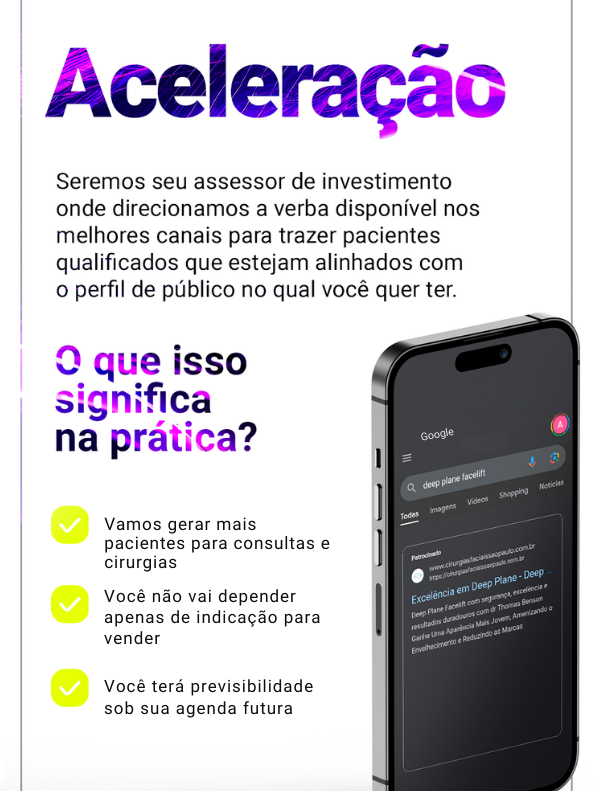 Aceleração
Seremos seu assessor de investimento
onde direcionamos a verba disponível nos
melhores canais para trazer pacientes
qualificados que estejam alinhados com
o perfil de público no qual você quer ter.
O que isso
significa
na prática?
Vamos gerar mais
pacientes para consultas e
cirurgias
Você não vai depender
apenas de indicação para
vender
Você terá previsibilidade
sob sua agenda futura
Google
A
deep plane facelift
Todas Imagens Videos Shopping Notícias
Patrocinado
www.cirurgiasfaciaissaopaulo.com.br
https://cirurgiasfaciaissaopaulo.com.br
Excelência em Deep Plane - Deep ...
Deep Plane Facelift com segurança, excelência e
resultados duradouros com dr Thomas Benson
Ganhe Uma Aparência Mais Jovem, Amenizando o
Envelhecimento e Reduzindo as Marcas